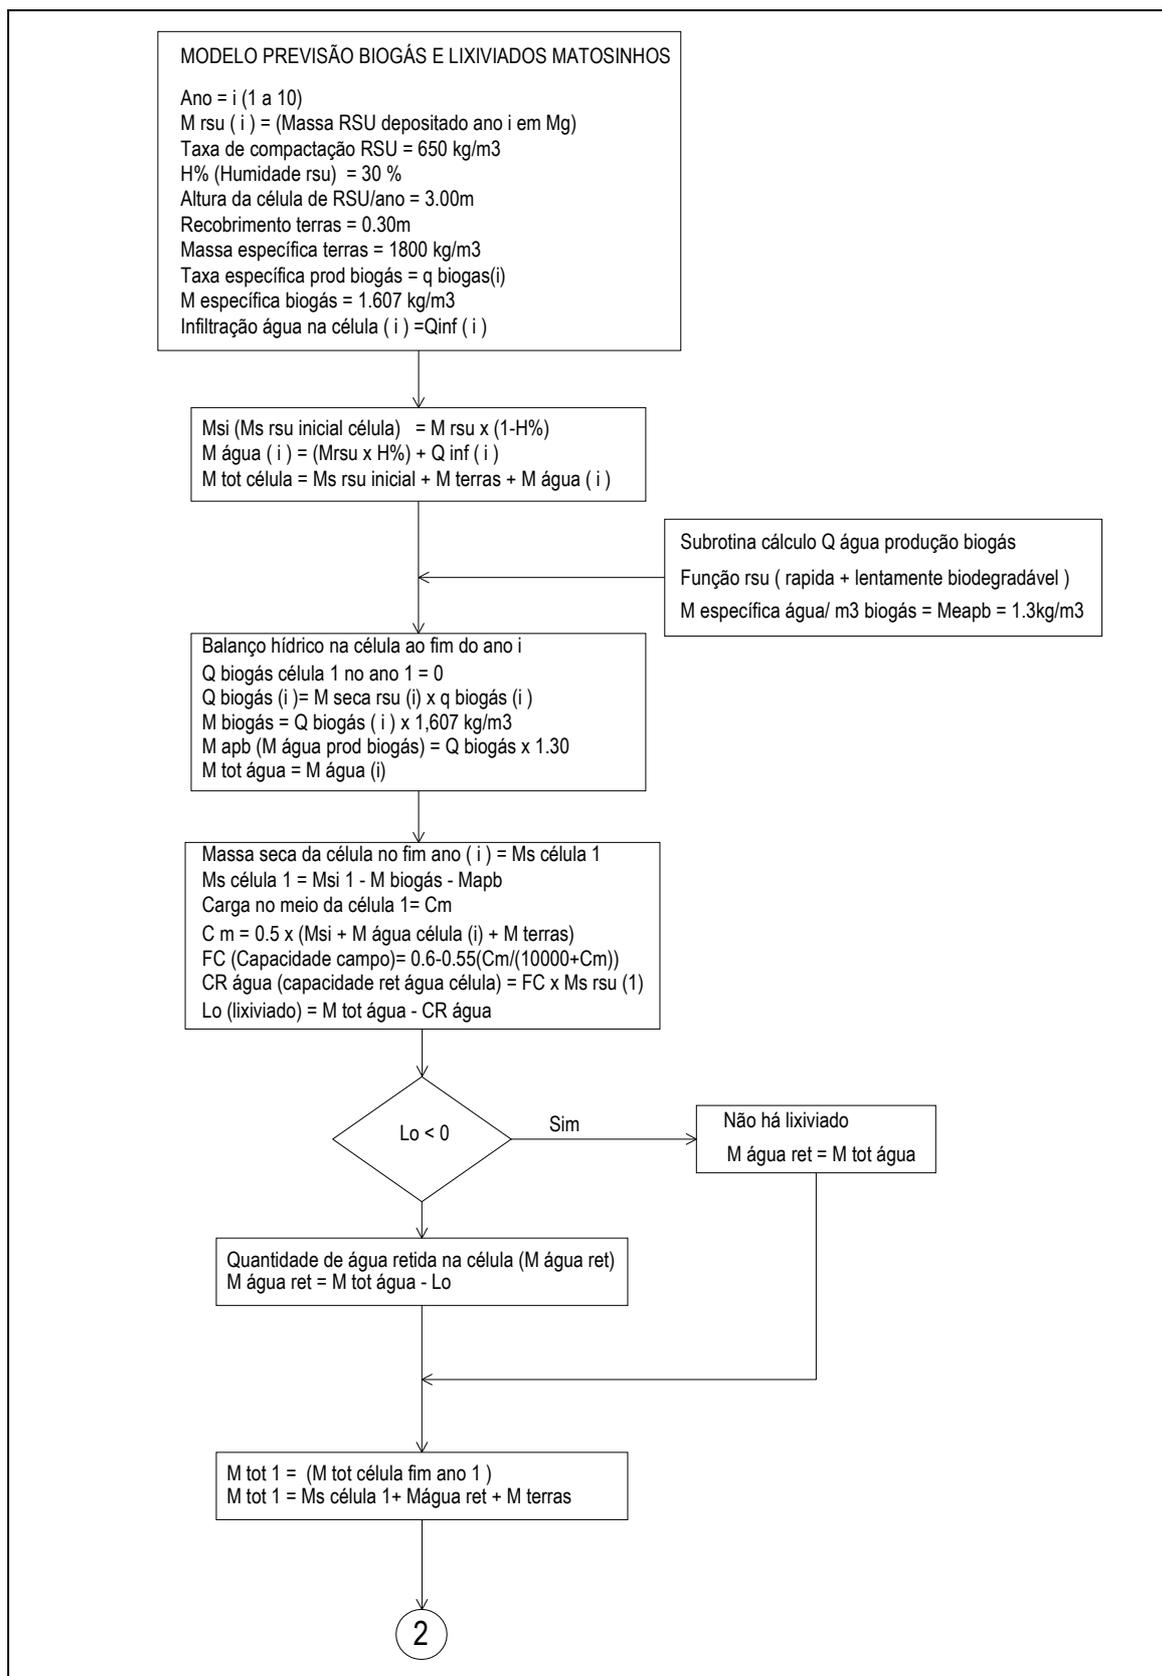 MODELO PREVISÃO BIOGÁS E LIXIVIADOS MATOSINHOS
Ano = i (1 a 10)
M rsu ( i ) = (Massa RSU depositado ano i em Mg)
Taxa de compactação RSU = 650 kg/m3
H% (Humidade rsu)  = 30 %
Altura da célula de RSU/ano = 3.00m
Recobrimento terras = 0.30m
Massa específica terras = 1800 kg/m3
Taxa específica prod biogás = q biogas(i)
M específica biogás = 1.607 kg/m3
Infiltração água na célula ( i ) =Qinf ( i )
Msi (Ms rsu inicial célula)   = M rsu x (1-H%)
M água ( i ) = (Mrsu x H%) + Q inf ( i )
M tot célula = Ms rsu inicial + M terras + M água ( i )
Subrotina cálculo Q água produção biogás
Função rsu ( rapida + lentamente biodegradável )
M específica água/ m3 biogás = Meapb = 1.3kg/m3
Balanço hídrico na célula ao fim do ano i
Q biogás célula 1 no ano 1 = 0
Q biogás (i )= M seca rsu (i) x q biogás (i )
M biogás = Q biogás ( i ) x 1,607 kg/m3
M apb (M água prod biogás) = Q biogás x 1.30
M tot água = M água (i)
Massa seca da célula no fim ano ( i ) = Ms célula 1
Ms célula 1 = Msi 1 - M biogás - Mapb
Carga no meio da célula 1= Cm
C m = 0.5 x (Msi + M água célula (i) + M terras)
FC (Capacidade campo)= 0.6-0.55(Cm/(10000+Cm))
CR água (capacidade ret água célula) = FC x Ms rsu (1)
Lo (lixiviado) = M tot água - CR água
Lo < 0
Sim
Não há lixiviado
M água ret = M tot água
Quantidade de água retida na célula (M água ret)
M água ret = M tot água - Lo
M tot 1 =  (M tot célula fim ano 1 )
M tot 1 = Ms célula 1+ Mágua ret + M terras
2